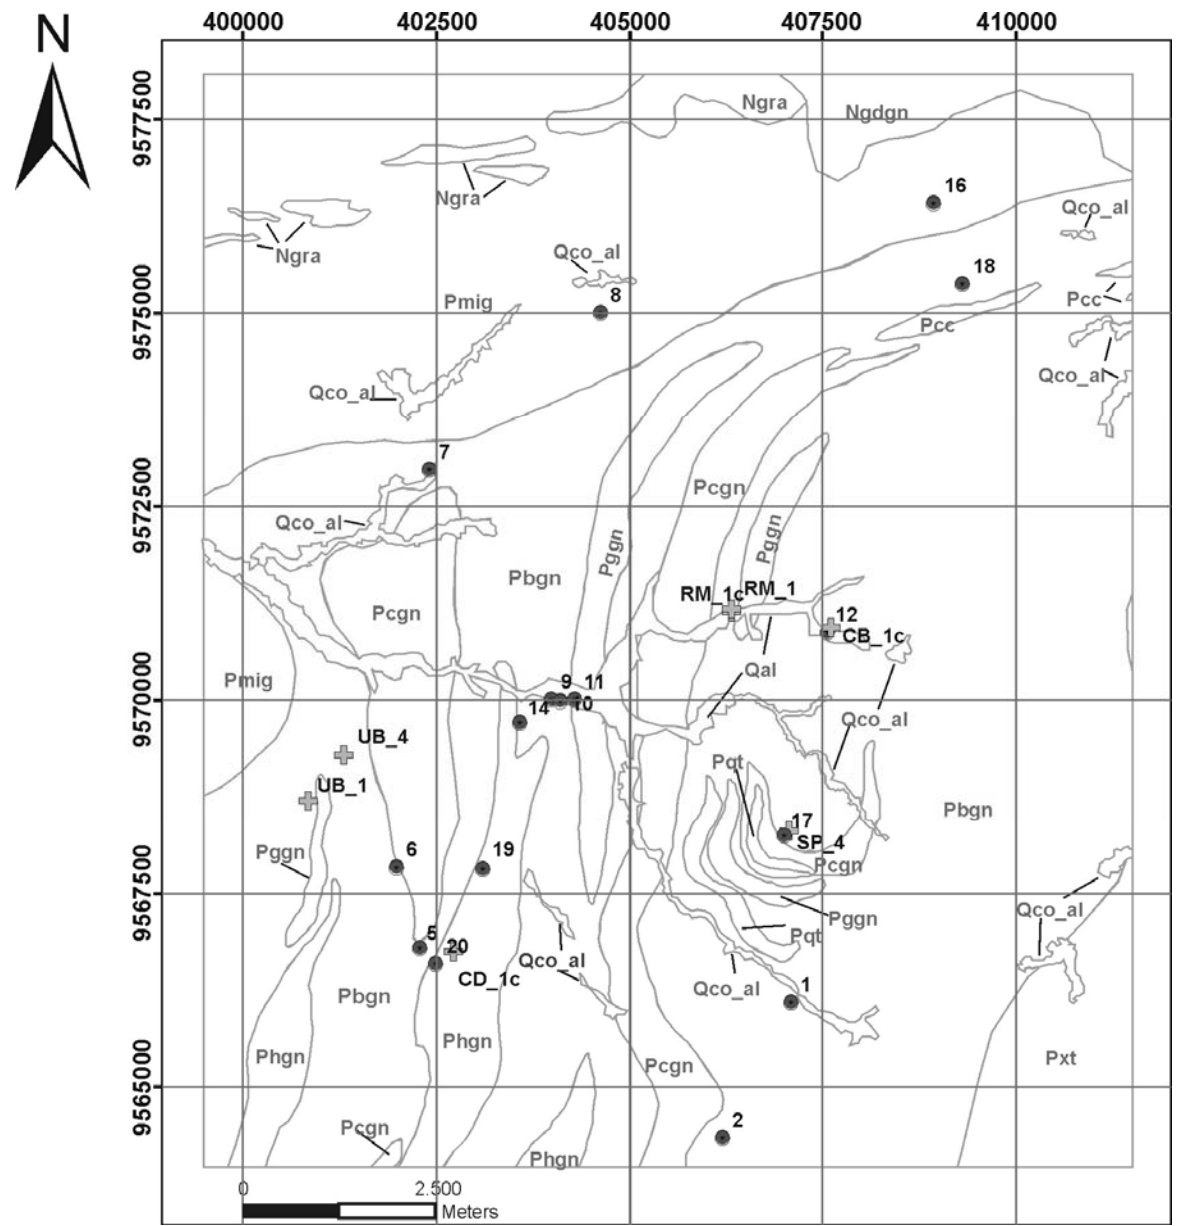 N
400000 402500 405000 407500 410000
9577500
9575000
9572500
9570000
9567500
9565000
Ngra
Ngdgn
Ngra
16
Qco_al
Ngra
Qco_al
18
8
Pmig
Pcc
Pcc
Qco_al
Qco_al
7
Pcgn
Qco_al
Pggn
Pggn
Pbgn
RM_1c
RM_1
Pcgn
12
CB_1c
Qal
Pmig
9
11
10
14
Qco_al
UB_4
Pqt
UB_1
17
Pbgn
SP_4
Pggn
6
19
Pcgn
Pggn
Qco_al
Pqt
5
20
Qco_al
CD_1c
Qco_al
Pbgn
1
Phgn
Phgn
Pcgn
Pxt
Pcgn
2
Phgn
0 2.500
Meters